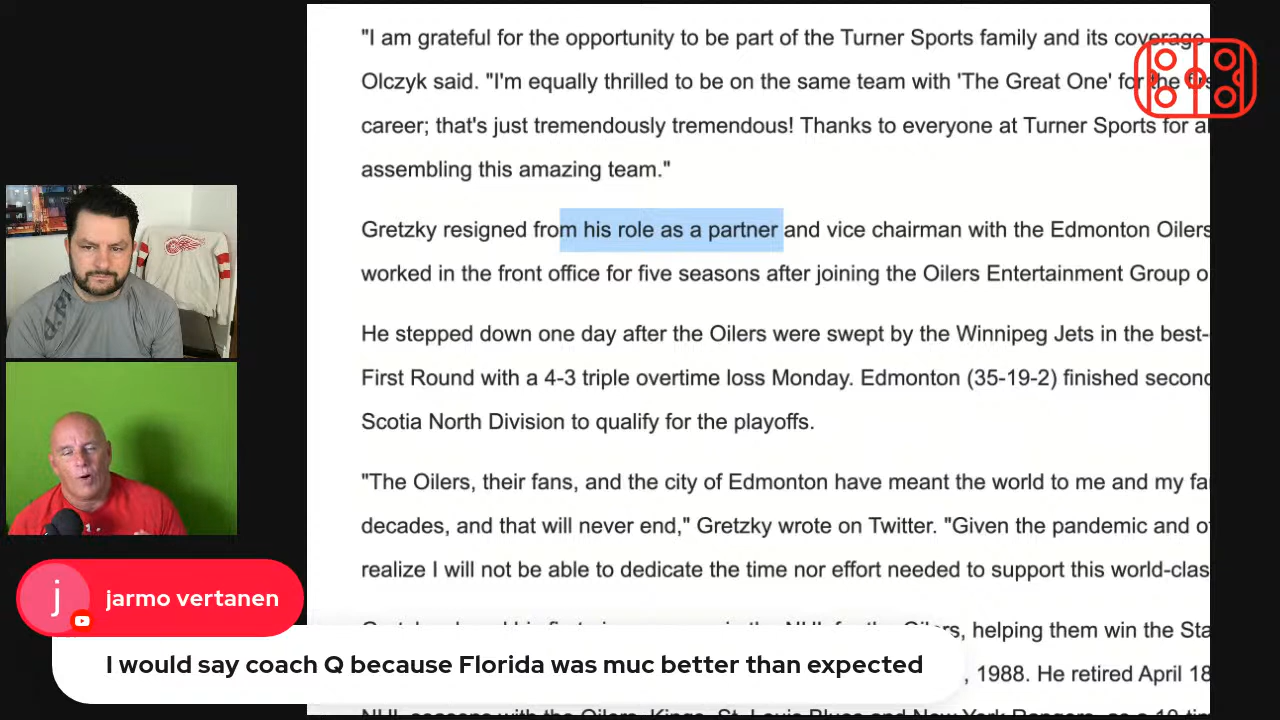 "I am grateful for the opportunity to be part of the Turner Sports family and its coverage
Olczyk said. "I'm equally thrilled to be on the same team with 'The Great One' for the
career; that's just tremendously tremendous! Thanks to everyone at Turner Sports for
assembling this amazing team."
Gretzky resigned from his role as a partner and vice chairman with the Edmonton Oilers
worked in the front office for five seasons after joining the Oilers Entertainment Group
He stepped down one day after the Oilers were swept by the Winnipeg Jets in the best-
First Round with a 4-3 triple overtime loss Monday. Edmonton (35-19-2) finished
Scotia North Division to qualify for the playoffs.
"The Oilers, their fans, and the city of Edmonton have meant the world to me and my
decades, and that will never end," Gretzky wrote on Twitter. "Given the pandemic and
realize I will not be able to dedicate the time nor effort needed to support this
j
jarmo vertanen
helping them win the
I would say coach Q because Florida was muc better than expected
, 1988. He retired April 18